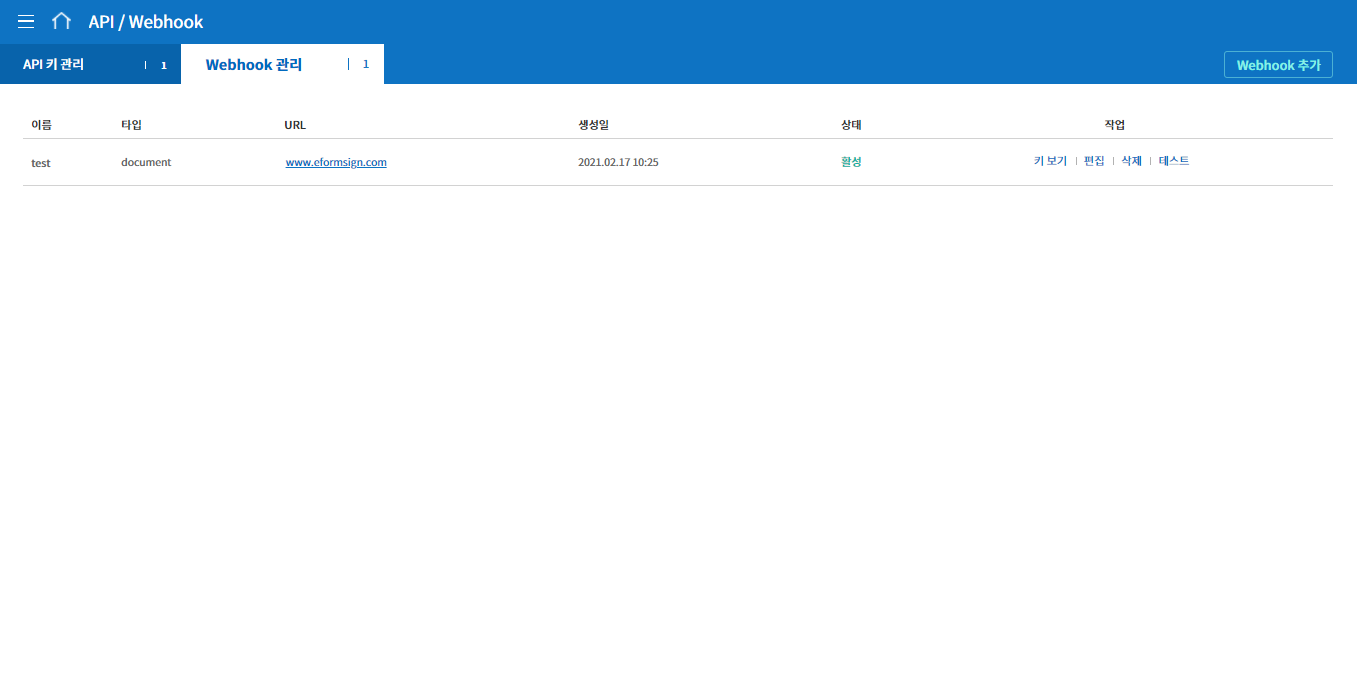 API / Webhook
API 키 관리 | 1
Webhook 관리 | 1
Webhook 추가
이름 타입 URL 생성일 상태 작업
test document www.eformsign.com 2021.02.17 10:25 활성 키 보기 | 편집 | 삭제 | 테스트